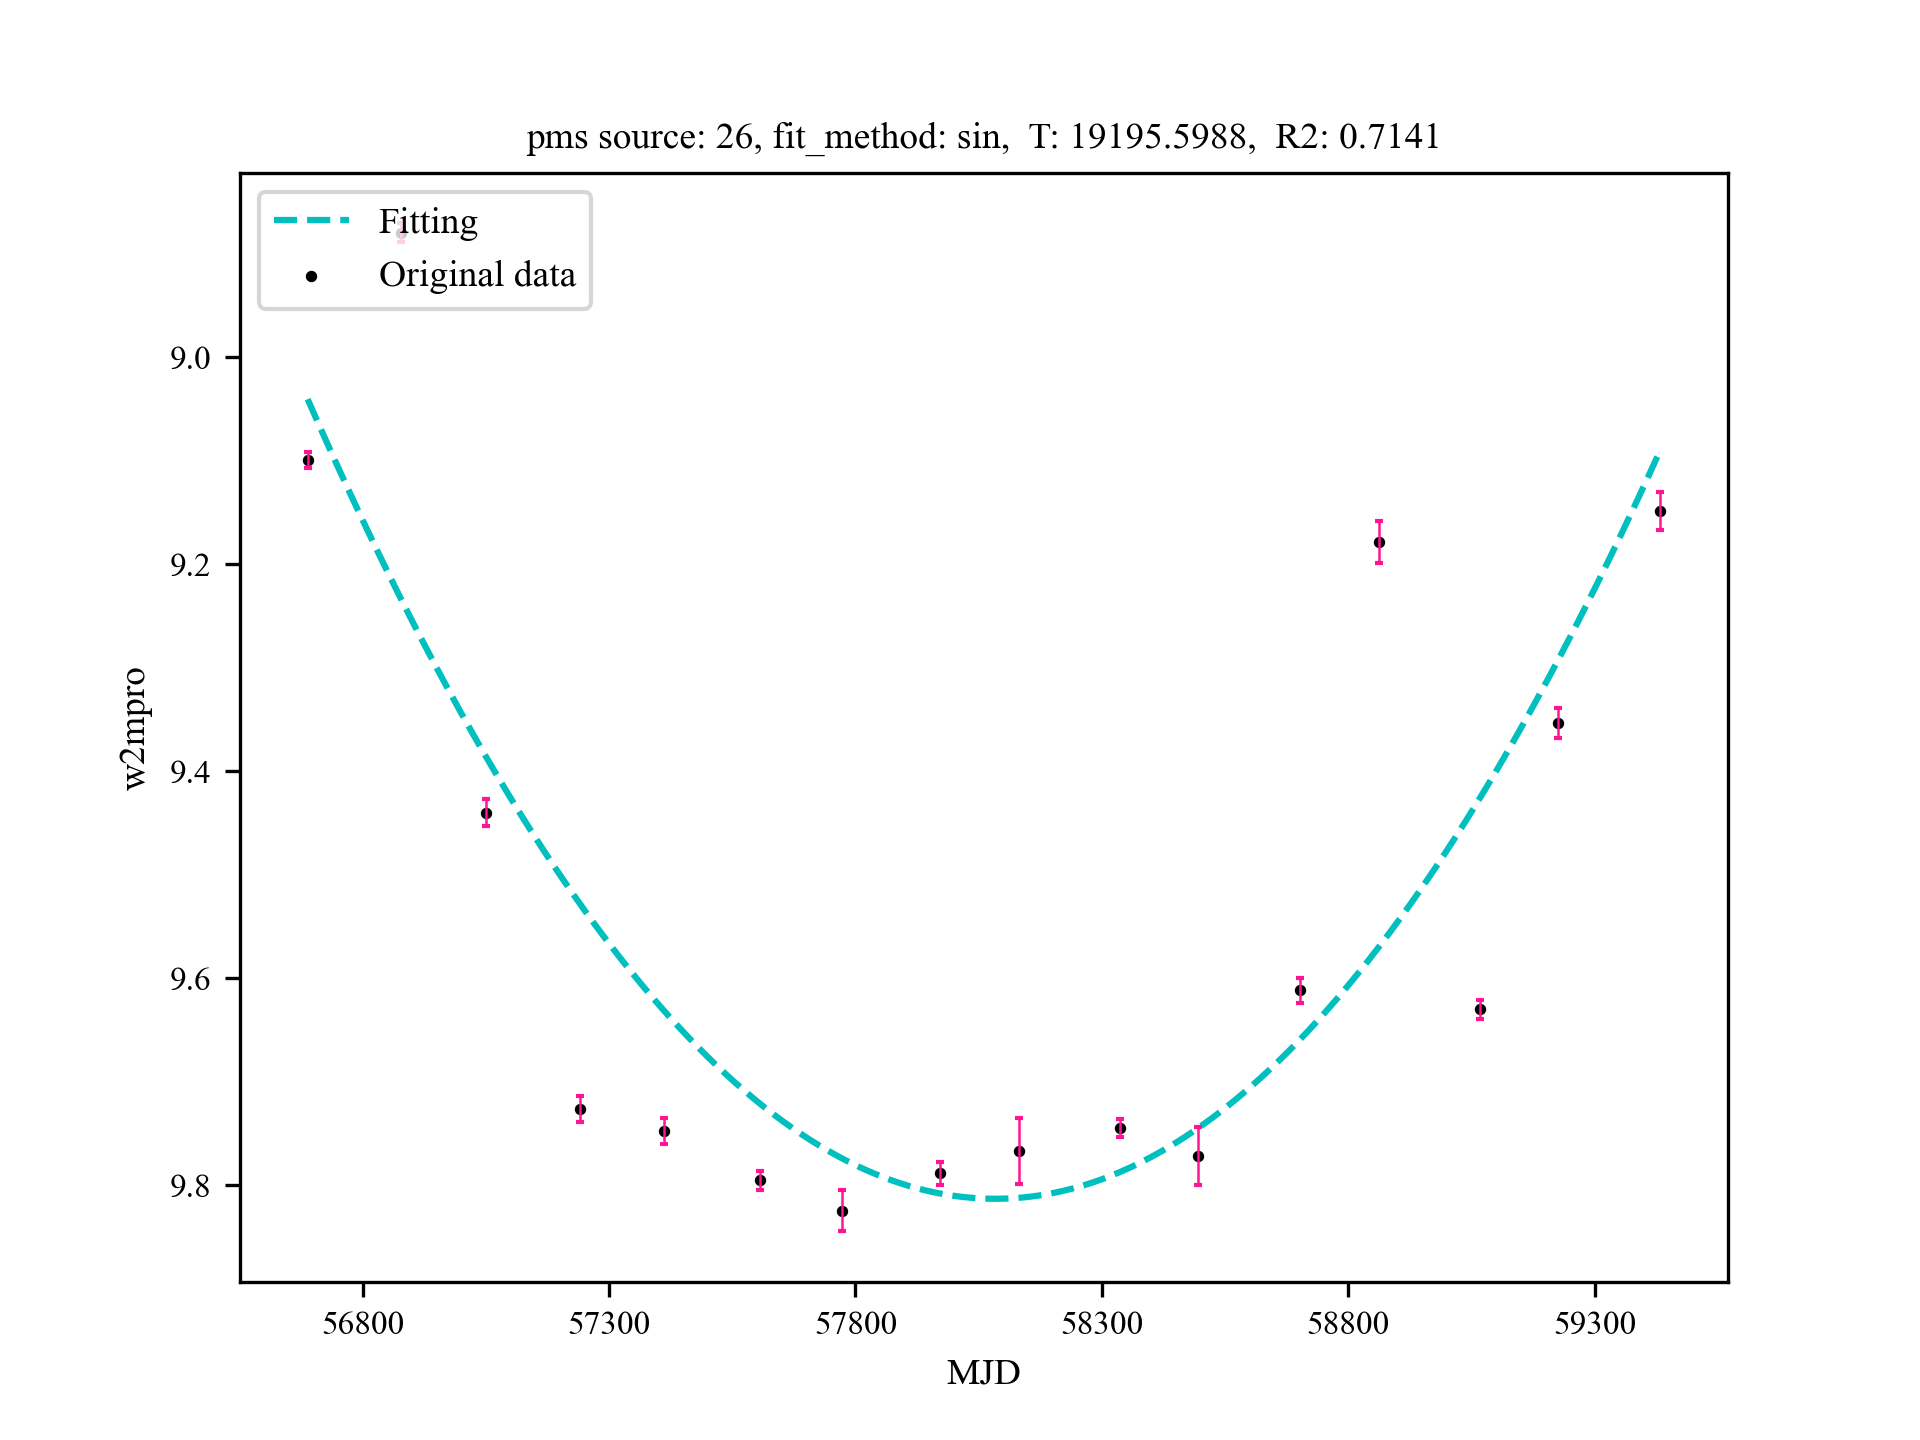 pms source: 26, fit_method: sin,  T: 19195.5988,  R2: 0.7141
Fitting
Original data
9.0
9.2
9.4
9.6
9.8
w2mpro
56800
57300
57800
58300
58800
59300
MJD